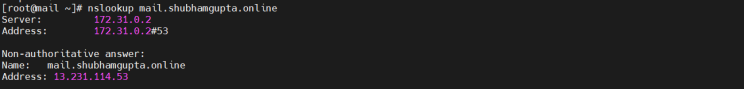 [root@mail ~]# nslookup mail.shubhamgupta.online
Server:         172.31.0.2
Address:        172.31.0.2#53

Non-authoritative answer:
Name:   mail.shubhamgupta.online
Address: 13.231.114.53